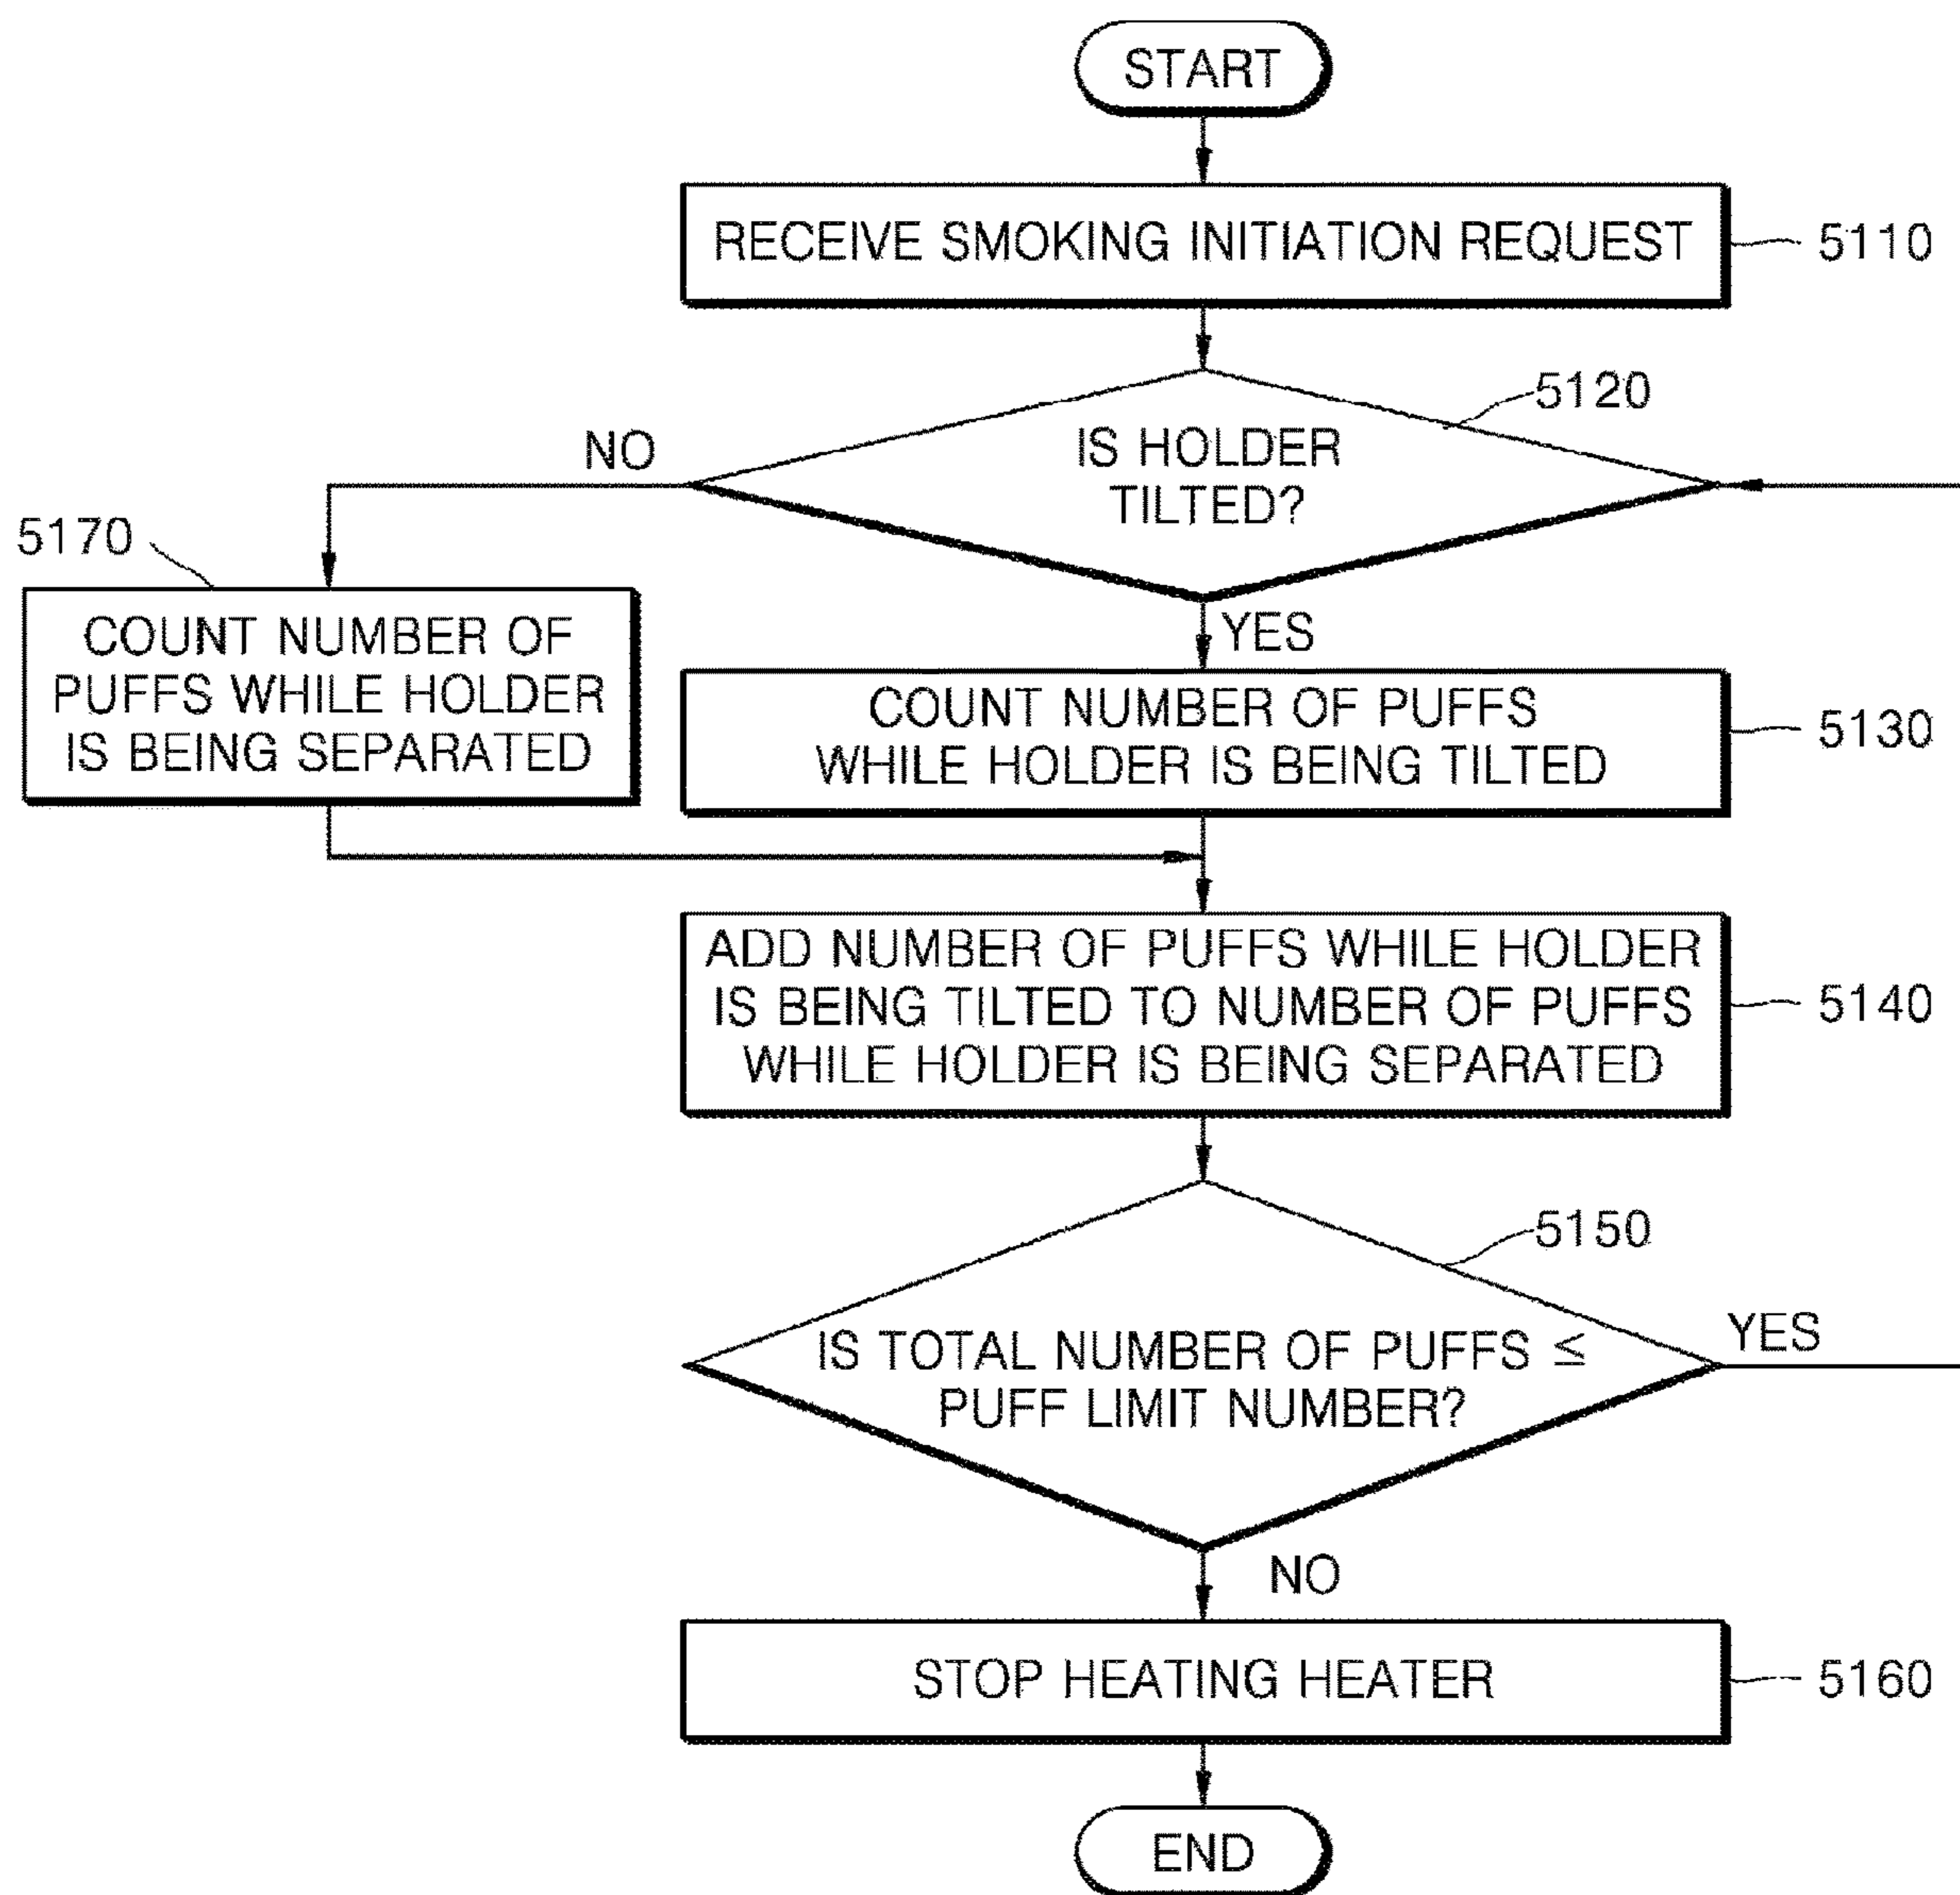 START
RECEIVE SMOKING INITIATION REQUEST
5110
5120
IS HOLDER
TILTED?
NO
YES
5170
COUNT NUMBER OF
PUFFS WHILE HOLDER
IS BEING SEPARATED
COUNT NUMBER OF PUFFS
WHILE HOLDER IS BEING TILTED
5130
ADD NUMBER OF PUFFS WHILE HOLDER
IS BEING TILTED TO NUMBER OF PUFFS
WHILE HOLDER IS BEING SEPARATED
5140
5150
IS TOTAL NUMBER OF PUFFS ≤
PUFF LIMIT NUMBER?
YES
NO
STOP HEATING HEATER
5160
END